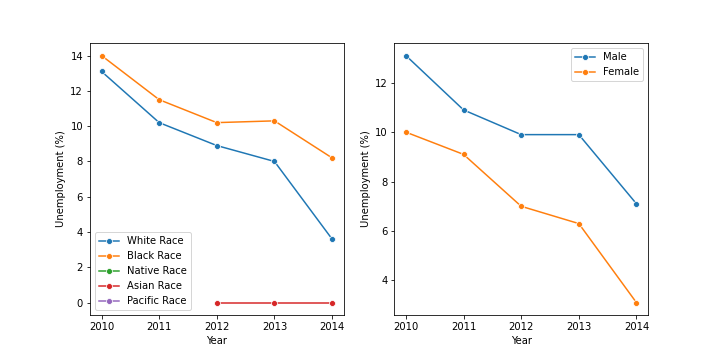 14
12
10
8
6
4
2
0
Unemployment (%)
White Race
Black Race
Native Race
Asian Race
Pacific Race
2010 2011 2012 2013 2014
Year
12
10
8
6
4
Unemployment (%)
Male
Female
2010 2011 2012 2013 2014
Year